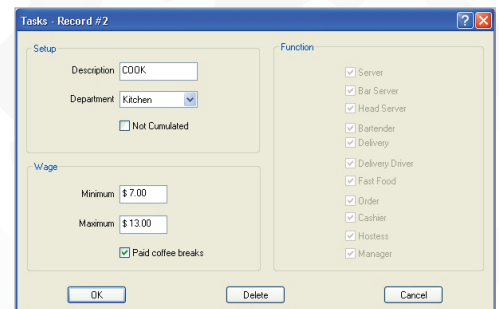 Tasks - Record #2
Setup
Description COOK
Department Kitchen
Not Cumulated
Wage
Minimum $ 7.00
Maximum $ 13.00
Paid coffee breaks
Function
Server
Bar Server
Head Server
Bartender
Delivery
Delivery Driver
Fast Food
Order
Cashier
Hostess
Manager
OK Delete Cancel